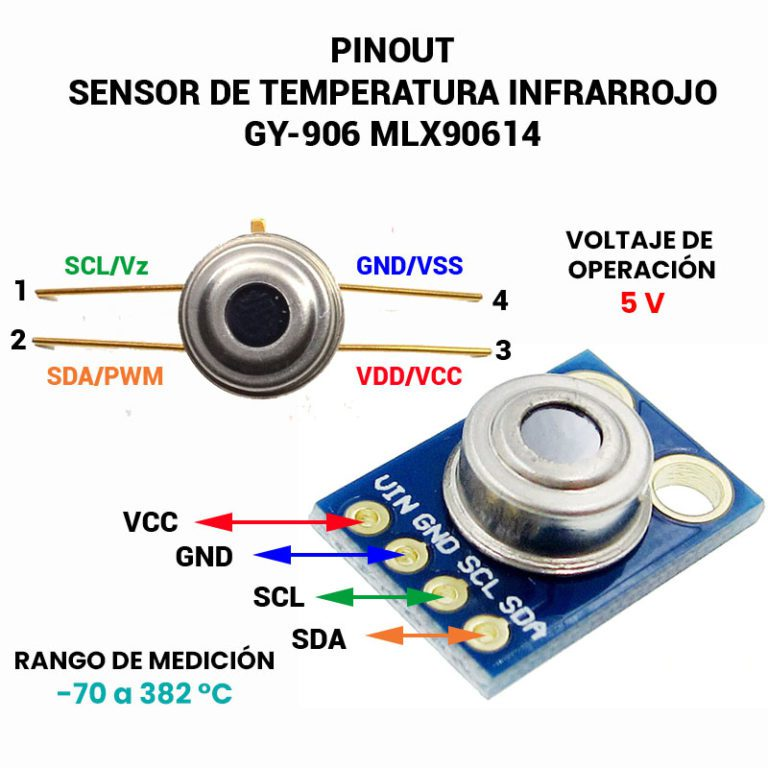 PINOUT
SENSOR DE TEMPERATURA INFRARROJO
GY-906 MLX90614
SCL/Vz
GND/VSS
1
4
2
3
SDA/PWM
VDD/VCC
VOLTAJE DE
OPERACIÓN
5 V
VIN
GND
SCL
SDA
VCC
GND
SCL
SDA
RANGO DE MEDICIÓN
-70 a 382 °C